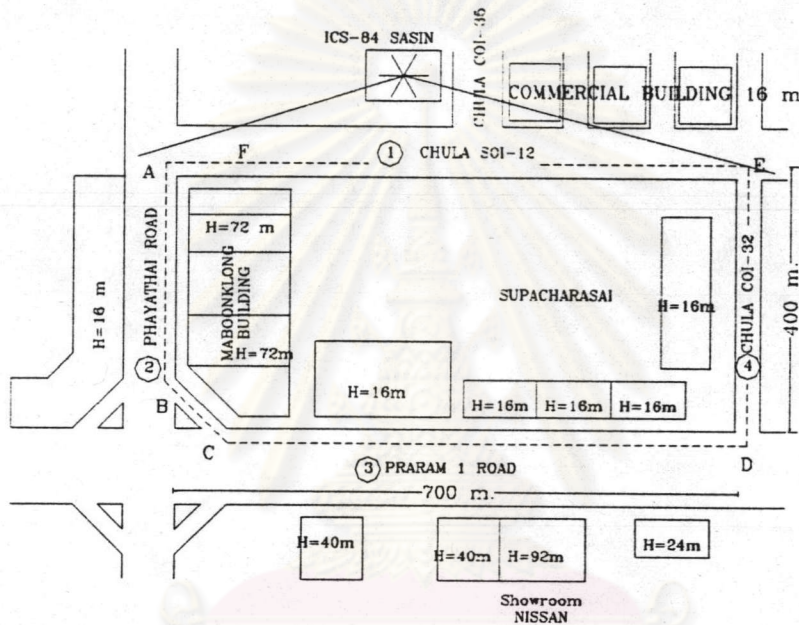 ICS-84 SASIN
CHULA COI-36
COMMERCIAL BUILDING 16 m
A
F
1 CHULA SOI-12
E
H=16 m
PHAYATHAI ROAD
2
H=72 m
MABOONKLONG
BUILDING
H=72m
SUPACHARASAI
H=16m
CHULA COI-32
4
400 m.
H=16m
H=16m
H=16m
H=16m
B
C
3 PRARAM 1 ROAD
D
700 m.
H=40m
H=40m
H=92m
H=24m
Showroom
NISSAN